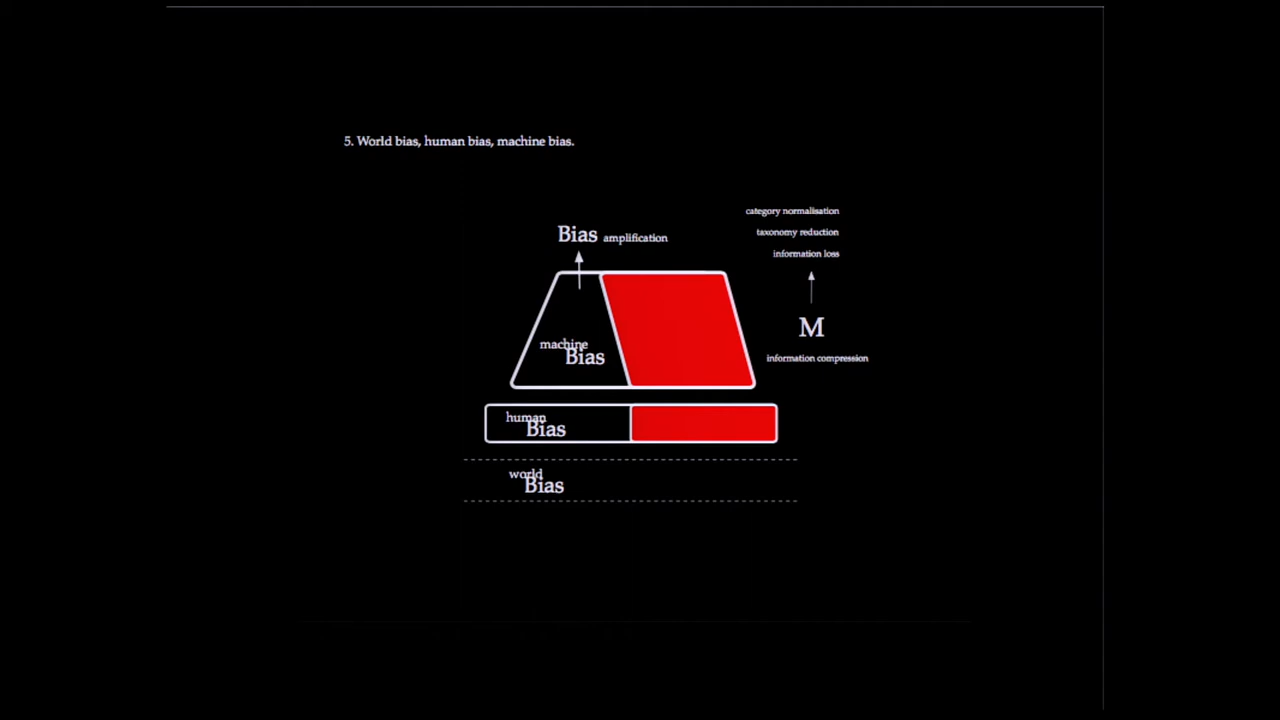 5. World bias, human bias, machine bias.
category normalisation
taxonomy reduction
information loss
Bias amplification
M
information compression
machine
Bias
human
Bias
world
Bias